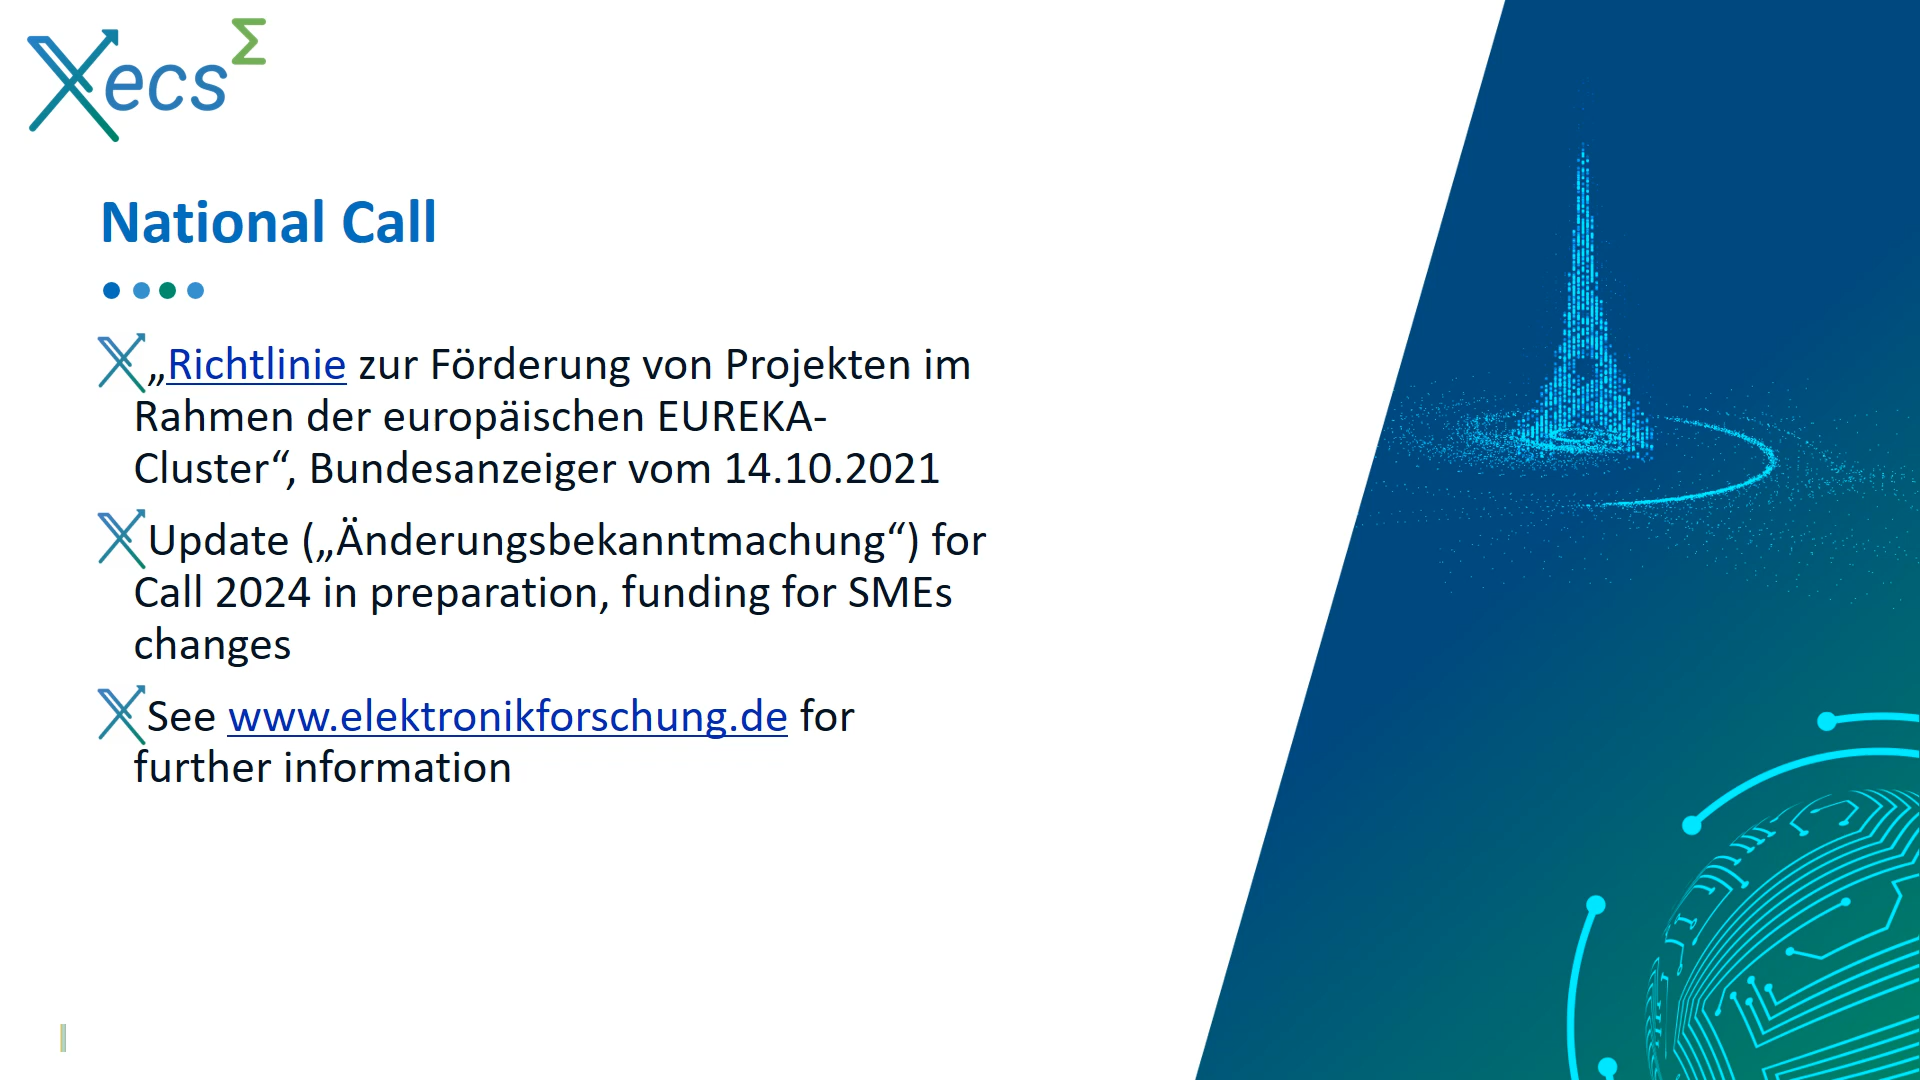 Xecs Σ
National Call
„Richtlinie zur Förderung von Projekten im
Rahmen der europäischen EUREKA-
Cluster“, Bundesanzeiger vom 14.10.2021
Update („Änderungsbekanntmachung“) for
Call 2024 in preparation, funding for SMEs
changes
See www.elektronikforschung.de for
further information